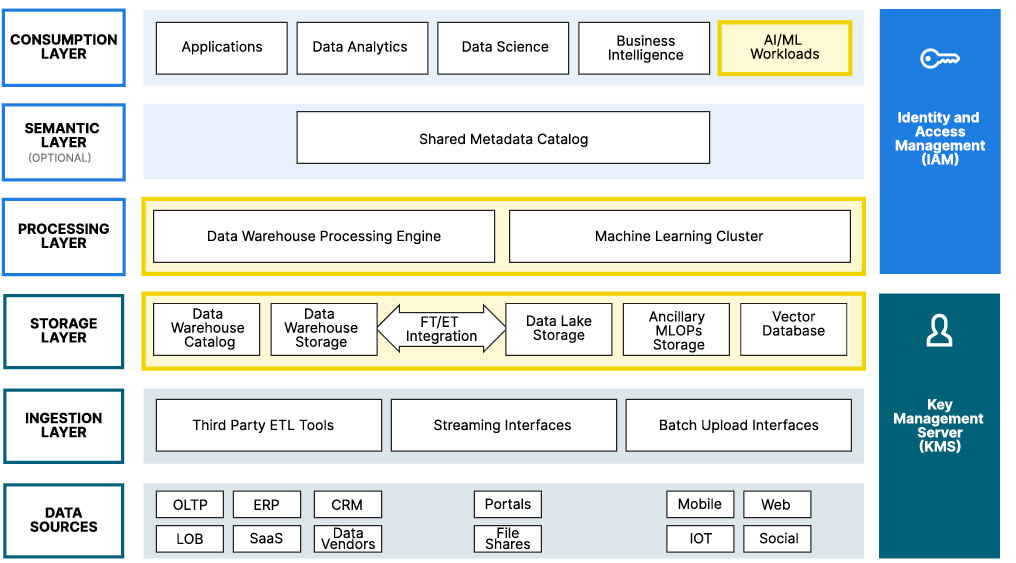 CONSUMPTION
LAYER
Applications
Data Analytics
Data Science
Business
Intelligence
AI/ML
Workloads
SEMANTIC
LAYER
(OPTIONAL)
Shared Metadata Catalog
Identity and
Access
Management
(IAM)
PROCESSING
LAYER
Data Warehouse Processing Engine
Machine Learning Cluster
STORAGE
LAYER
Data
Warehouse
Catalog
Data
Warehouse
Storage
FT/ET
Integration
Data Lake
Storage
Ancillary
MLOPs
Storage
Vector
Database
INGESTION
LAYER
Third Party ETL Tools
Streaming Interfaces
Batch Upload Interfaces
Key
Management
Server
(KMS)
DATA
SOURCES
OLTP
ERP
CRM
Portals
Mobile
Web
LOB
SaaS
Data
Vendors
File
Shares
IOT
Social